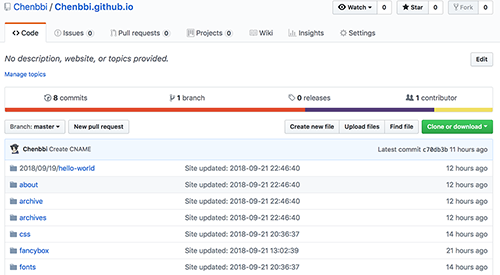 Chenbbi / Chenbbi.github.io
Watch 0 Star 0 Fork 0
Code Issues 0 Pull requests 0 Projects 0 Wiki Insights Settings
No description, website, or topics provided. Edit
Manage topics
8 commits 1 branch 0 releases 1 contributor
Branch: master New pull request Create new file Upload files Find file Clone or download
Chenbbi Create CNAME Latest commit c70db3b 11 hours ago
2018/09/19/hello-world Site updated: 2018-09-21 22:46:40 12 hours ago
about Site updated: 2018-09-21 22:46:40 12 hours ago
archive Site updated: 2018-09-21 22:46:40 12 hours ago
archives Site updated: 2018-09-21 22:46:40 12 hours ago
css Site updated: 2018-09-21 20:36:37 14 hours ago
fancybox Site updated: 2018-09-21 13:02:39 21 hours ago
fonts Site updated: 2018-09-21 20:36:37 14 hours ago